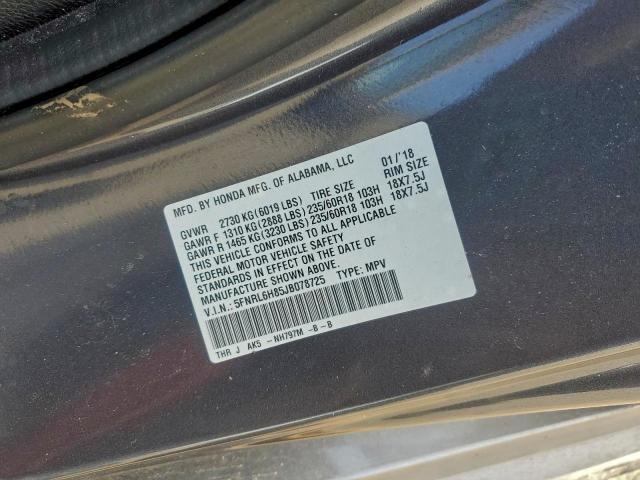 MFD. BY HONDA MFG. OF ALABAMA, LLC 01/'18
GVWR 2730 KG(6019 LBS) TIRE SIZE RIM SIZE
GAWR F 1310 KG(2888 LBS)235/60R18 103H 18X7.5J
GAWR R 1465 KG(3230 LBS)235/60R18 103H 18X7.5J
THIS VEHICLE CONFORMS TO ALL APPLICABLE
FEDERAL MOTOR VEHICLE SAFETY
STANDARDS IN EFFECT ON THE DATE OF
MANUFACTURE SHOWN ABOVE.
V.I.N.: 5FNRL6H85JB078725 TYPE: MPV
THR J AK5 -NH797M -B -B